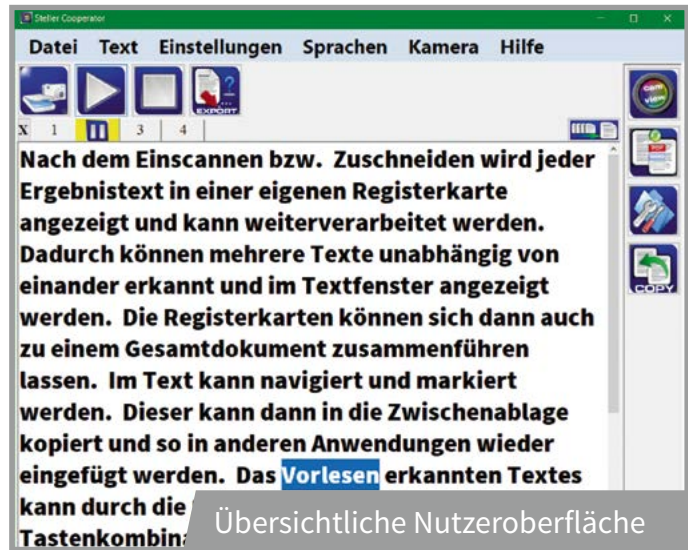 Steller Cooperator
Datei Text Einstellungen Sprachen Kamera Hilfe
EXPORT
X 1 3 4
cam
view
PDF
COPY
Nach dem Einscannen bzw. Zuschneiden wird jeder
Ergebnistext in einer eigenen Registerkarte
angezeigt und kann weiterverarbeitet werden.
Dadurch können mehrere Texte unabhängig von
einander erkannt und im Textfenster angezeigt
werden. Die Registerkarten können sich dann auch
zu einem Gesamtdokument zusammenführen
lassen. Im Text kann navigiert und markiert
werden. Dieser kann dann in die Zwischenablage
kopiert und so in anderen Anwendungen wieder
eingefügt werden. Das Vorlesen erkannten Textes
kann durch die
Übersichtliche Nutzeroberfläche